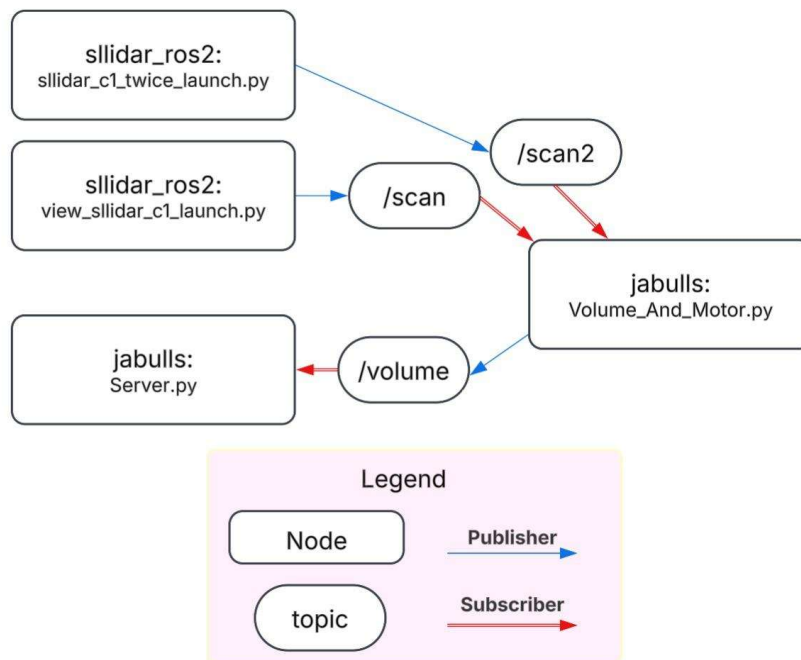 sllidar_ros2:
sllidar_c1_twice_launch.py
/scan2
sllidar_ros2:
view_sllidar_c1_launch.py
/scan
jabulls:
Volume_And_Motor.py
jabulls:
Server.py
/volume
Legend
Node
Publisher
topic
Subscriber